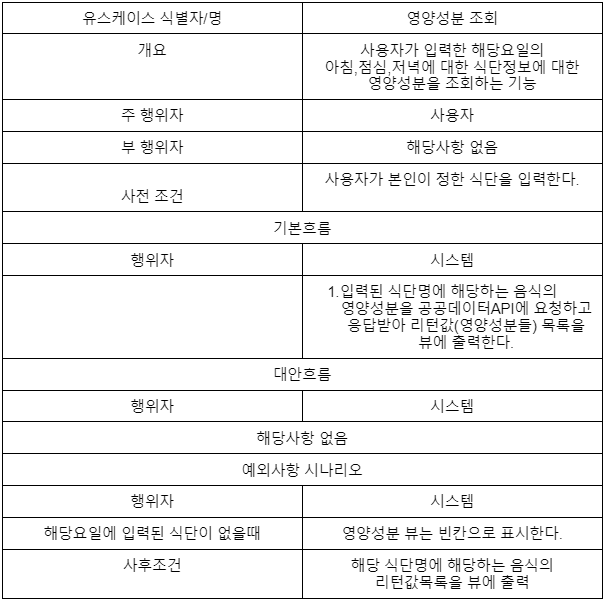 유스케이스 식별자/명
영양성분 조회
개요
사용자가 입력한 해당요일의
아침,점심,저녁에 대한 식단정보에 대한
영양성분을 조회하는 기능
주 행위자
사용자
부 행위자
해당사항 없음
사전 조건
사용자가 본인이 정한 식단을 입력한다.
기본흐름
행위자
시스템
1.입력된 식단명에 해당하는 음식의
영양성분을 공공데이터API에 요청하고
응답받아 리턴값(영양성분들) 목록을
뷰에 출력한다.
대안흐름
행위자
시스템
해당사항 없음
예외사항 시나리오
행위자
시스템
해당요일에 입력된 식단이 없을때
영양성분 뷰는 빈칸으로 표시한다.
사후조건
해당 식단명에 해당하는 음식의
리턴값목록을 뷰에 출력